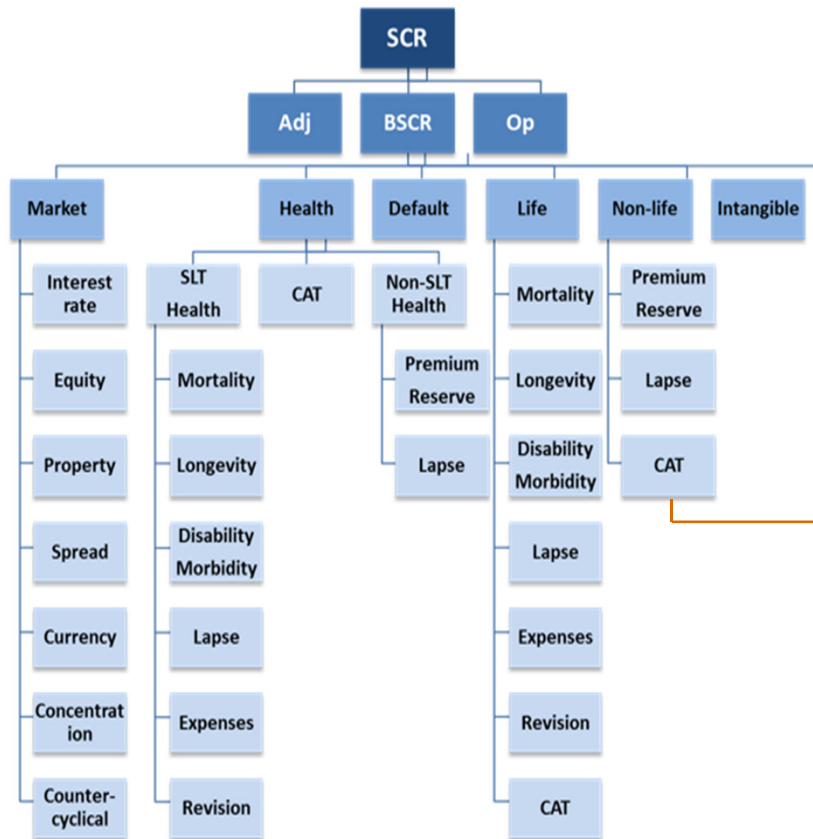 SCR
Adj
BSCR
Op
Market
Health
Default
Life
Non-life
Intangible
Interest
rate
Equity
Property
Spread
Currency
Concentrat
ion
Counter-
cyclical
SLT
Health
Mortality
Longevity
Disability
Morbidity
Lapse
Expenses
Revision
CAT
Non-SLT
Health
Premium
Reserve
Lapse
Mortality
Longevity
Disability
Morbidity
Lapse
Expenses
Revision
CAT
Premium
Reserve
Lapse
CAT